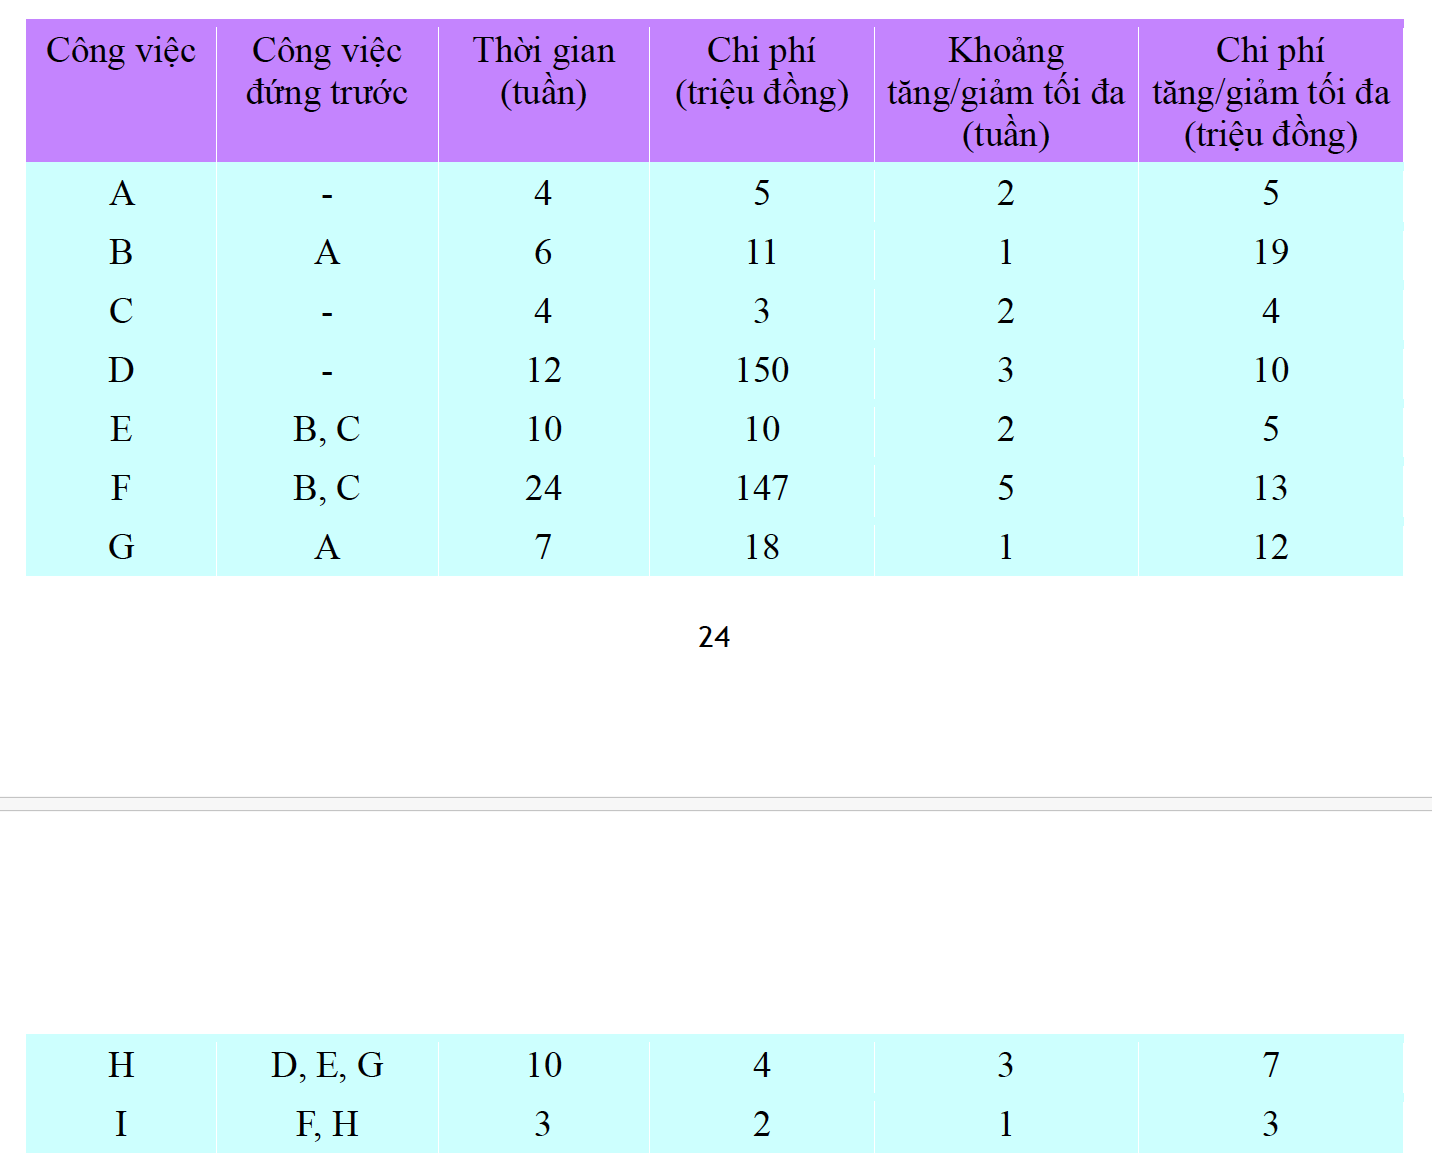 Công việc | Công việc đứng trước | Thời gian (tuần) | Chi phí (triệu đồng) | Khoảng tăng/giảm tối đa (tuần) | Chi phí tăng/giảm tối đa (triệu đồng)
A | - | 4 | 5 | 2 | 5
B | A | 6 | 11 | 1 | 19
C | - | 4 | 3 | 2 | 4
D | - | 12 | 150 | 3 | 10
E | B, C | 10 | 10 | 2 | 5
F | B, C | 24 | 147 | 5 | 13
G | A | 7 | 18 | 1 | 12
24
H | D, E, G | 10 | 4 | 3 | 7
I | F, H | 3 | 2 | 1 | 3